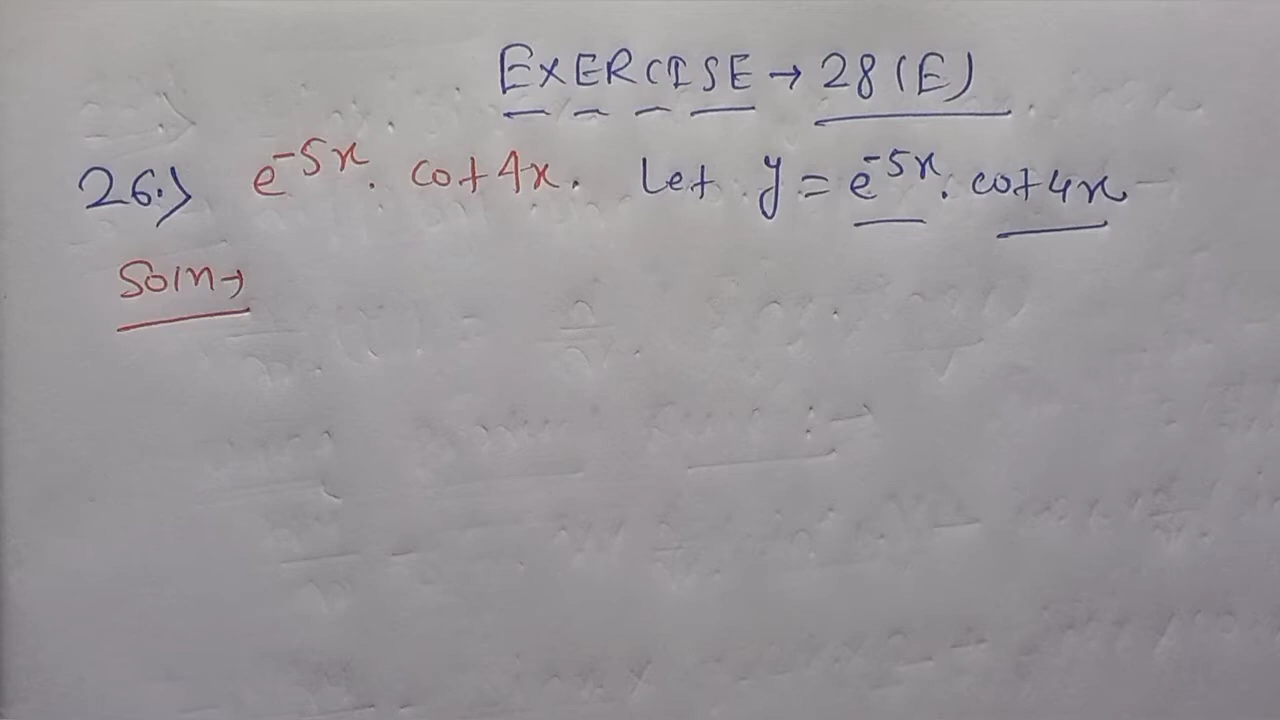 EXERCISE → 28(E)
26.) e^-5x . cot 4x. Let y = e^-5x . cot 4x
Soln →